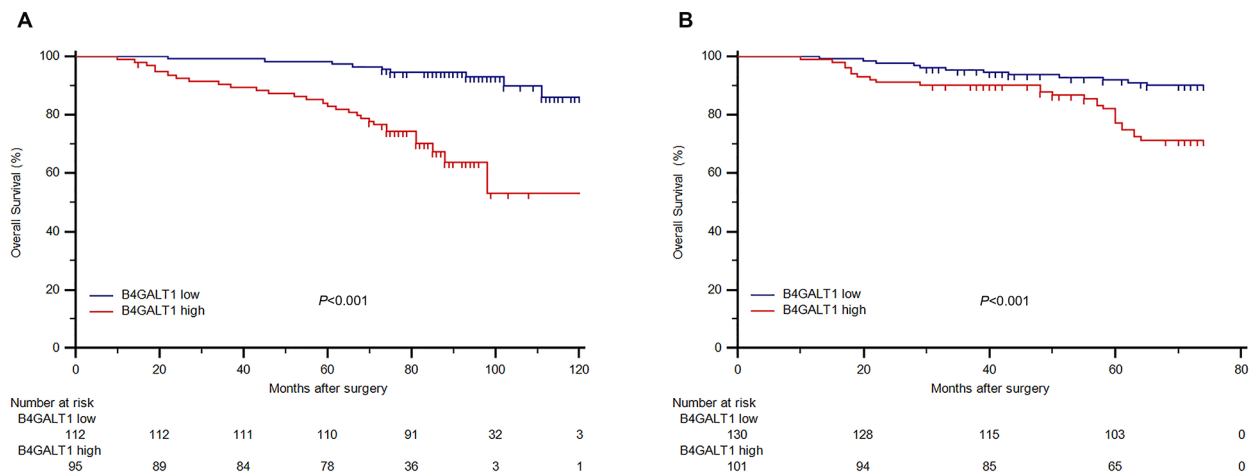 A
100
80
60
40
20
0
Overall Survival (%)
B4GALT1 low
B4GALT1 high
P<0.001
0 20 40 60 80 100 120
Months after surgery
Number at risk
B4GALT1 low
112 112 111 110 91 32 3
B4GALT1 high
95 89 84 78 36 3 1
B
100
80
60
40
20
0
Overall Survival (%)
B4GALT1 low
B4GALT1 high
P<0.001
0 20 40 60 80
Months after surgery
Number at risk
B4GALT1 low
130 128 115 103 0
B4GALT1 high
101 94 85 65 0